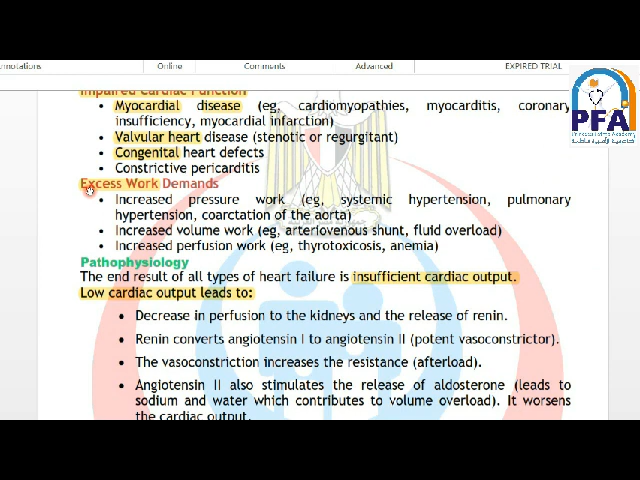 nnotations Online Comments Advanced EXPIRED TRIAL
PFA
Impaired Cardiac Function
• Myocardial disease (eg, cardiomyopathies, myocarditis, coronary
insufficiency, myocardial infarction)
• Valvular heart disease (stenotic or regurgitant)
• Congenital heart defects
• Constrictive pericarditis
Excess Work Demands
• Increased pressure work (eg, systemic hypertension, pulmonary
hypertension, coarctation of the aorta)
• Increased volume work (eg, arteriovenous shunt, fluid overload)
• Increased perfusion work (eg, thyrotoxicosis, anemia)
Pathophysiology
The end result of all types of heart failure is insufficient cardiac output.
Low cardiac output leads to:
• Decrease in perfusion to the kidneys and the release of renin.
• Renin converts angiotensin I to angiotensin II (potent vasoconstrictor).
• The vasoconstriction increases the resistance (afterload).
• Angiotensin II also stimulates the release of aldosterone (leads to
sodium and water which contributes to volume overload). It worsens
the cardiac output.